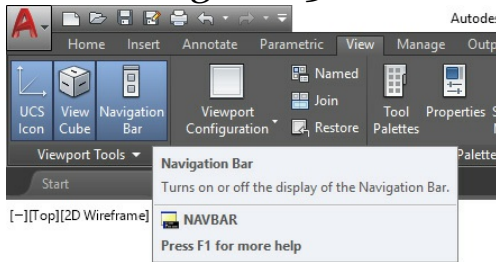 Autodes
Home Insert Annotate Parametric View Manage Outp
UCS Icon
View Cube
Navigation Bar
Viewport Configuration
Named
Join
Restore
Tool Palettes
Properties
Viewport Tools
Palette
Start
[−][Top][2D Wireframe]
Navigation Bar
Turns on or off the display of the Navigation Bar.
NAVBAR
Press F1 for more help